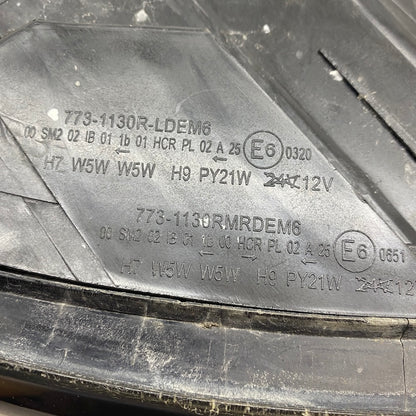 773-1130R-LDEM6
00 SM2 02 IB 01 1b 01 HCR PL 02 A 25 E6 0320
H7 W5W W5W H9 PY21W 24V 12V
773-1130RMRDEM6
00 SM2 02 IB 01 1b 00 HCR PL 02 A 25 E6 0651
H7 W5W W5W H9 PY21W 24V 12V